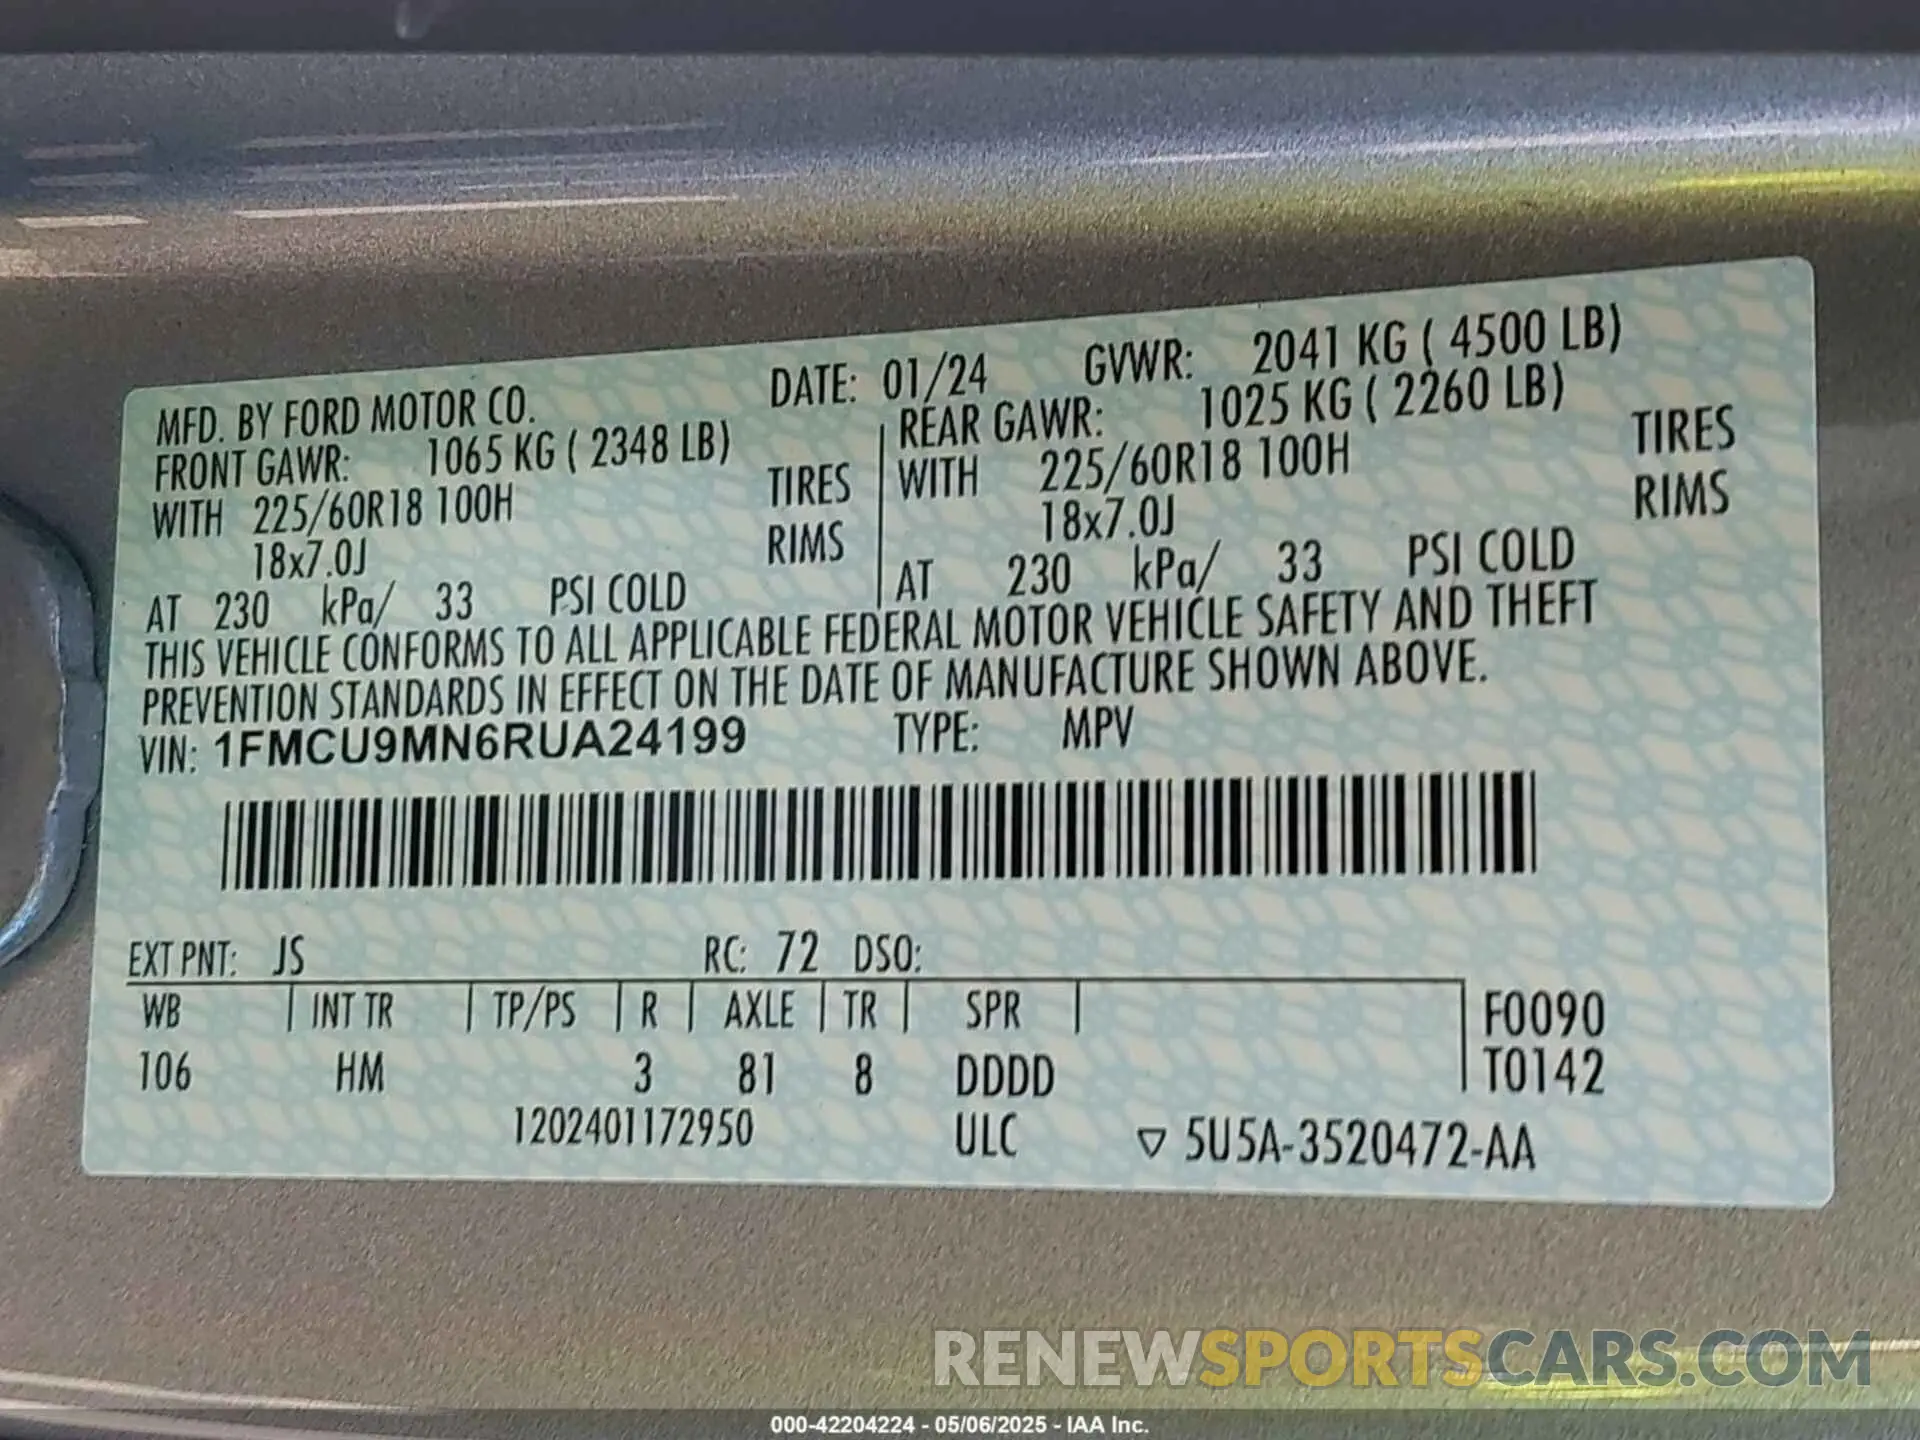 MFD. BY FORD MOTOR CO. DATE: 01/24 GVWR: 2041 KG ( 4500 LB)
FRONT GAWR: 1065 KG ( 2348 LB) REAR GAWR: 1025 KG ( 2260 LB)
WITH 225/60R18 100H TIRES WITH 225/60R18 100H TIRES
18x7.0J RIMS 18x7.0J RIMS
AT 230 kPa/ 33 PSI COLD AT 230 kPa/ 33 PSI COLD
THIS VEHICLE CONFORMS TO ALL APPLICABLE FEDERAL MOTOR VEHICLE SAFETY AND THEFT
PREVENTION STANDARDS IN EFFECT ON THE DATE OF MANUFACTURE SHOWN ABOVE.
VIN: 1FMCU9MN6RUA24199 TYPE: MPV
EXT PNT: JS RC: 72 DSO:
WB INT TR TP/PS R AXLE TR SPR F0090
106 HM 3 81 8 DDDD T0142
1202401172950 ULC ▽ 5U5A-3520472-AA
RENEWSPORTSCARS.COM
000-42204224 - 05/06/2025 - IAA Inc.